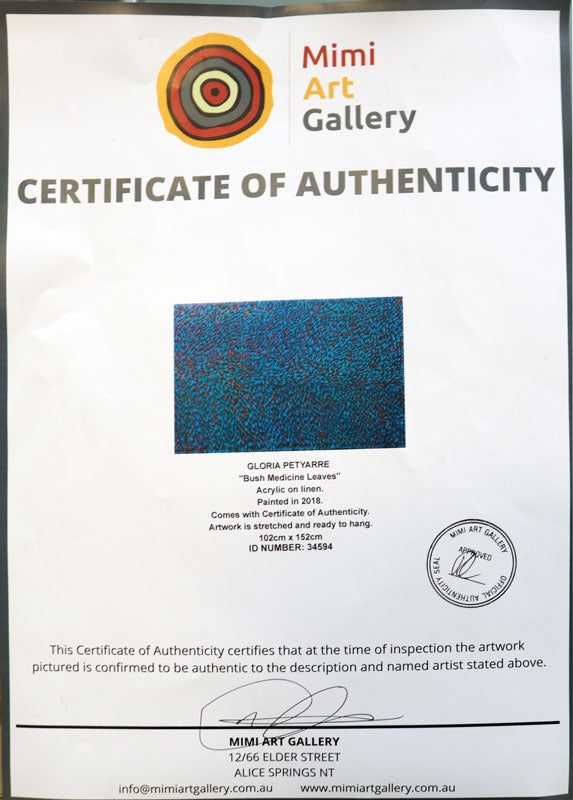 Mimi
Art
Gallery
CERTIFICATE OF AUTHENTICITY
GLORIA PETYARRE
“Bush Medicine Leaves”
Acrylic on linen.
Painted in 2018.
Comes with Certificate of Authenticity.
Artwork is stretched and ready to hang.
102cm x 152cm
ID NUMBER: 34594
MIMI ART GALLERY
APPROVED
OFFICIAL AUTHENTICITY SEAL
This Certificate of Authenticity certifies that at the time of inspection the artwork
pictured is confirmed to be authentic to the description and named artist stated above.
MIMI ART GALLERY
12/66 ELDER STREET
ALICE SPRINGS NT
info@mimiartgallery.com.au www.mimiartgallery.com.au